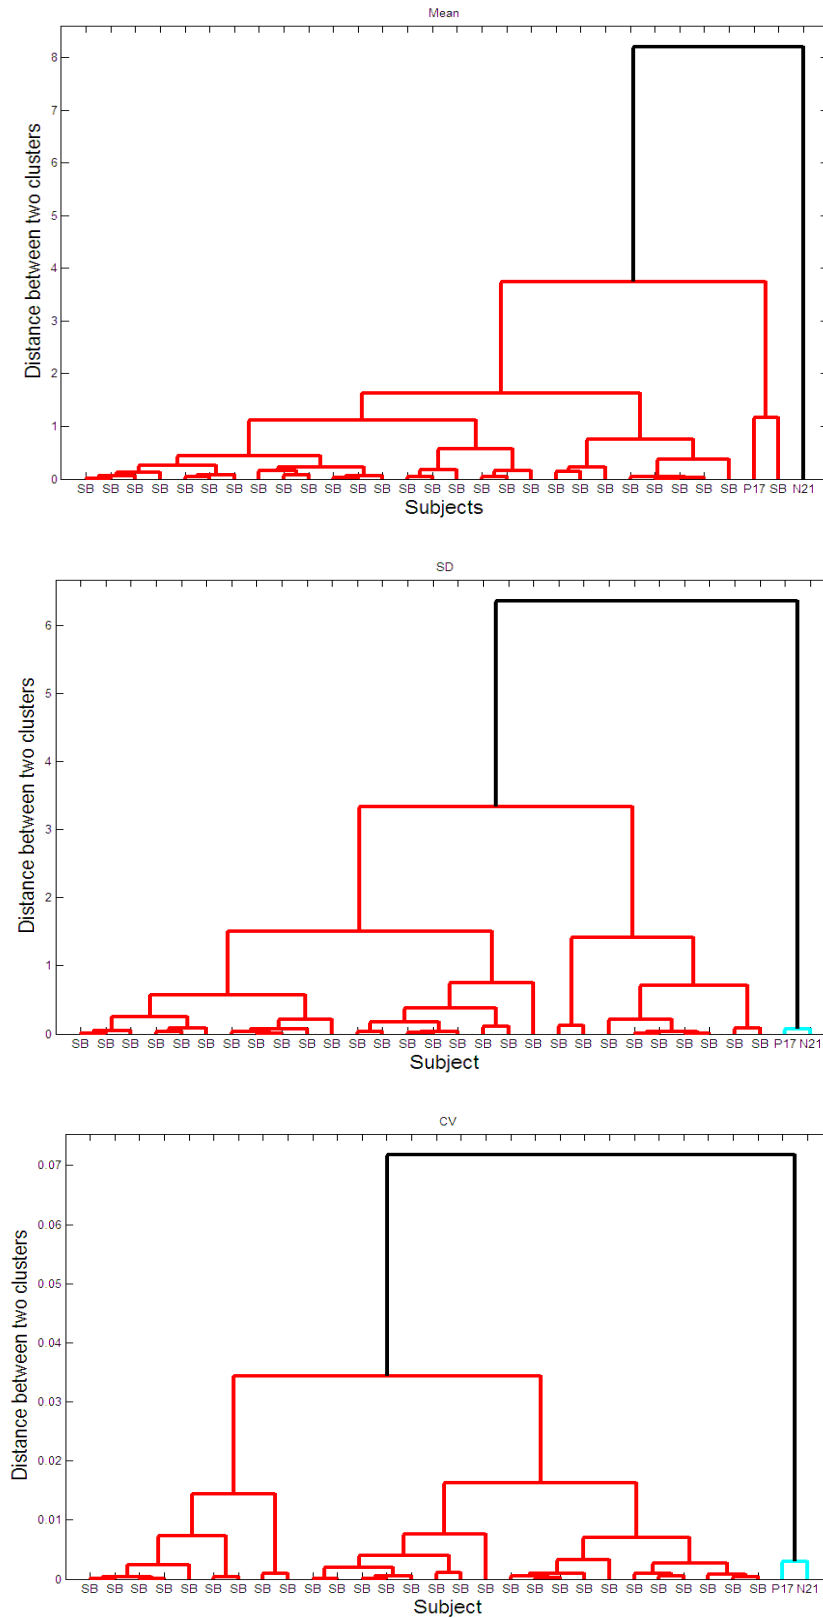 Mean
8
7
6
5
4
3
2
1
0
Distance between two clusters
SB SB SB SB SB SB SB SB SB SB SB SB SB SB SB SB SB SB SB SB SB SB SB SB SB SB SB P17 SB N21
Subjects
SD
6
5
4
3
2
1
0
Distance between two clusters
SB SB SB SB SB SB SB SB SB SB SB SB SB SB SB SB SB SB SB SB SB SB SB SB SB SB SB SB P17 N21
Subject
CV
0.07
0.06
0.05
0.04
0.03
0.02
0.01
0
Distance between two clusters
SB SB SB SB SB SB SB SB SB SB SB SB SB SB SB SB SB SB SB SB SB SB SB SB SB SB SB SB P17 N21
Subject